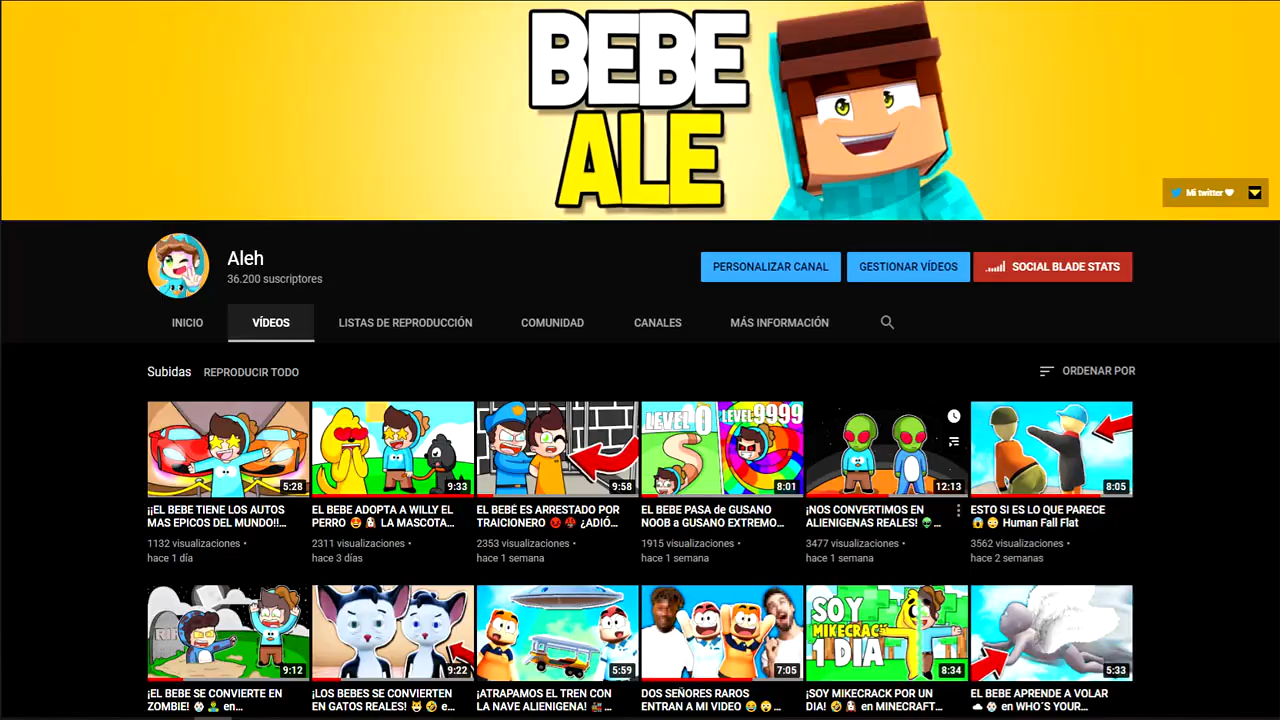 BEBE
ALE
Mi twitter
Aleh
36.200 suscriptores
PERSONALIZAR CANAL
GESTIONAR VÍDEOS
SOCIAL BLADE STATS
INICIO
VÍDEOS
LISTAS DE REPRODUCCIÓN
COMUNIDAD
CANALES
MÁS INFORMACIÓN
Subidas REPRODUCIR TODO
ORDENAR POR
5:28
9:33
9:58
LEVEL 0 LEVEL 9999
8:01
12:13
8:05
¡¡EL BEBE TIENE LOS AUTOS
MAS EPICOS DEL MUNDO!!...
1132 visualizaciones •
hace 1 día
EL BEBE ADOPTA A WILLY EL
PERRO 😍 👩🏻 LA MASCOTA...
2311 visualizaciones •
hace 3 días
EL BEBÉ ES ARRESTADO POR
TRAICIONERO 😡 👹 ¿ADIÓ...
2353 visualizaciones •
hace 1 semana
EL BEBE PASA de GUSANO
NOOB a GUSANO EXTREMO...
1915 visualizaciones •
hace 1 semana
¡NOS CONVERTIMOS EN
ALIENIGENAS REALES! 👽...
3477 visualizaciones •
hace 1 semana
ESTO SI ES LO QUE PARECE
😱 😳 Human Fall Flat
3562 visualizaciones •
hace 2 semanas
RIP
9:12
9:22
5:59
7:05
SOY
MIKECRACK
1 DIA
8:34
5:33
¡EL BEBE SE CONVIERTE EN
ZOMBIE! en...
¡LOS BEBES SE CONVIERTEN
EN GATOS REALES! e...
¡ATRAPAMOS EL TREN CON
LA NAVE ALIENIGENA! ...
DOS SEÑORES RAROS
ENTRAN A MI VIDEO 😂 😳...
¡SOY MIKECRACK POR UN
DIA! en MINECRAFT...
EL BEBE APRENDE A VOLAR
en WHO´S YOUR...